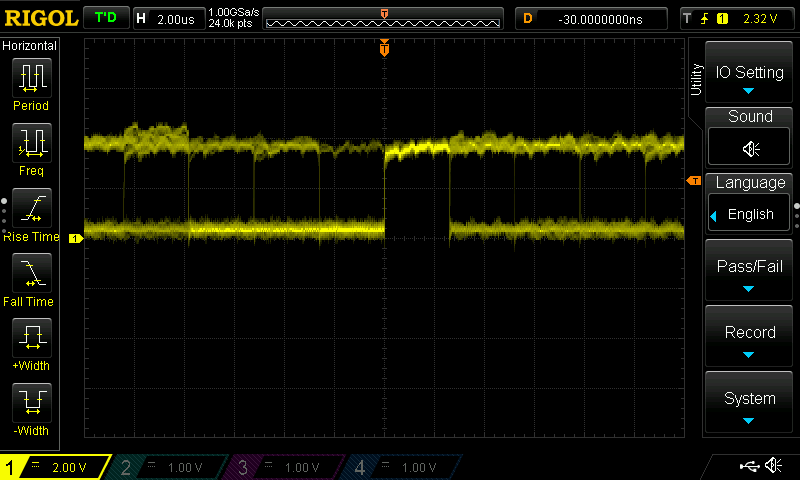 RIGOL T'D H 2.00us 1.00GSa/s 24.0k pts T D -30.0000000ns T 1 2.32 V
Horizontal
Period
Freq
Rise Time
Fall Time
+Width
-Width
T
T
1
Utility
IO Setting
Sound
Language
English
Pass/Fail
Record
System
1 2.00 V 2 1.00 V 3 1.00 V 4 1.00 V